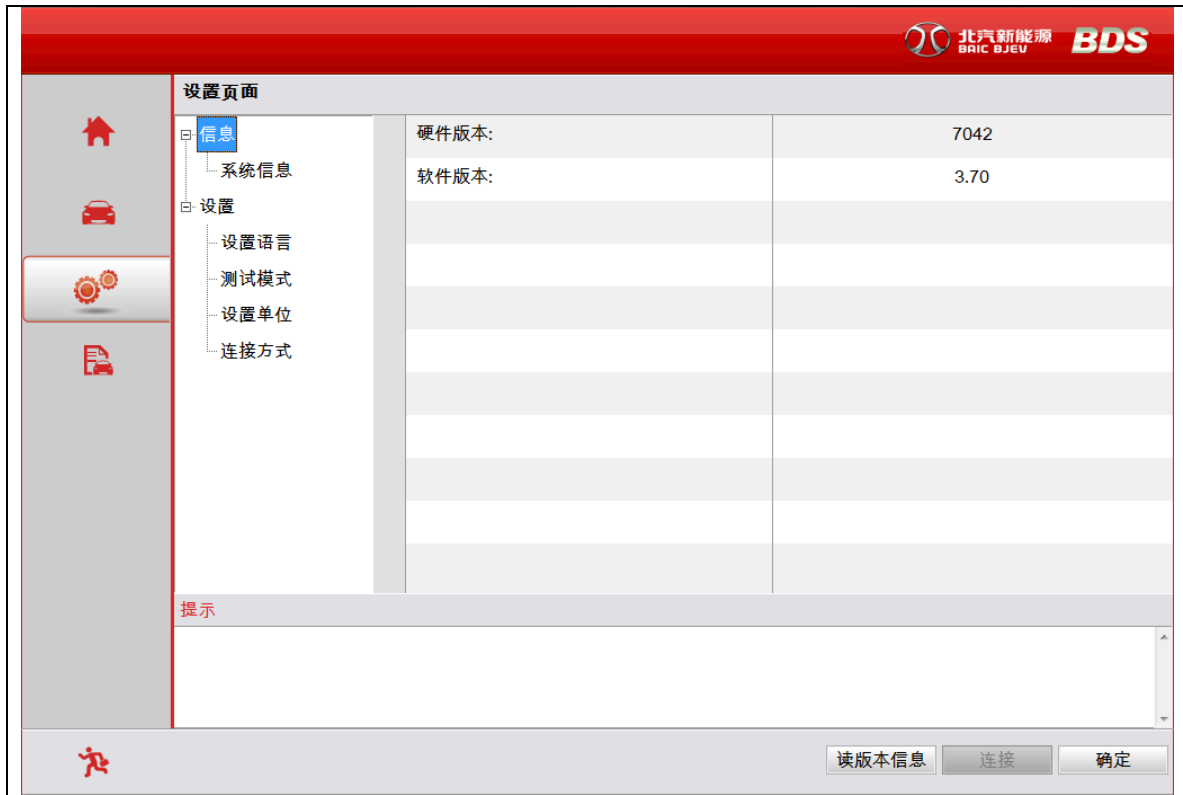 北汽新能源 BDS
BAIC BJEV
设置页面
信息
系统信息
设置
设置语言
测试模式
设置单位
连接方式
硬件版本: 7042
软件版本: 3.70
提示
读版本信息 连接 确定